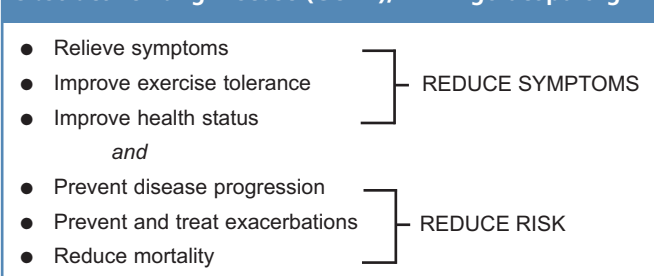 ● Relieve symptoms
● Improve exercise tolerance
● Improve health status
REDUCE SYMPTOMS
and
● Prevent disease progression
● Prevent and treat exacerbations
● Reduce mortality
REDUCE RISK